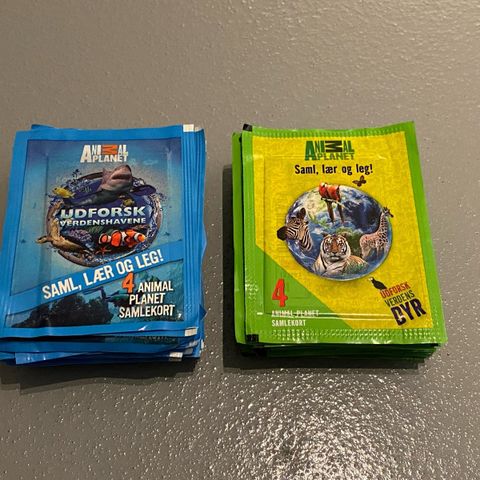 ANIMAL
PLANET
UDFORSK
VERDENSHAVENE
SAML, LÆR OG LEG!
4 ANIMAL
PLANET
SAMLEKORT
ANIMAL
PLANET
Saml, lær og leg!
4
ANIMAL PLANET
SAMLEKORT
UDFORSK
VERDENS
DYR